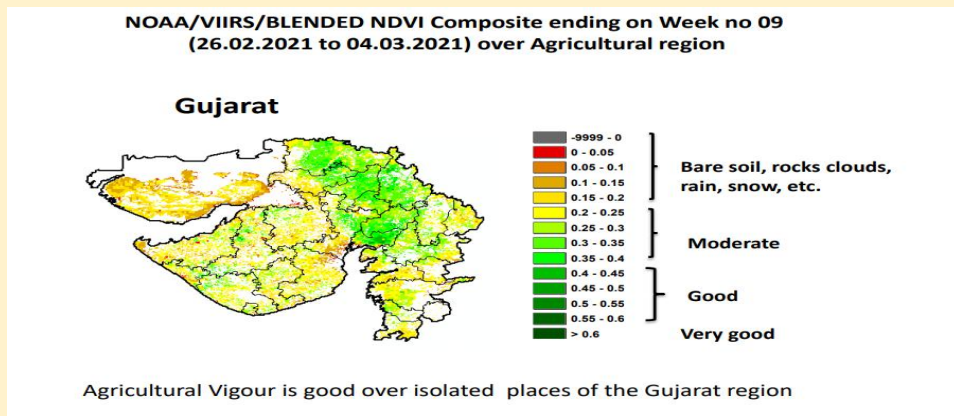 NOAA/VIIRS/BLENDED NDVI Composite ending on Week no 09
(26.02.2021 to 04.03.2021) over Agricultural region
Gujarat
-9999 - 0
0 - 0.05
0.05 - 0.1
0.1 - 0.15
0.15 - 0.2
0.2 - 0.25
0.25 - 0.3
0.3 - 0.35
0.35 - 0.4
0.4 - 0.45
0.45 - 0.5
0.5 - 0.55
0.55 - 0.6
> 0.6
Bare soil, rocks clouds,
rain, snow, etc.
Moderate
Good
Very good
Agricultural Vigour is good over isolated places of the Gujarat region